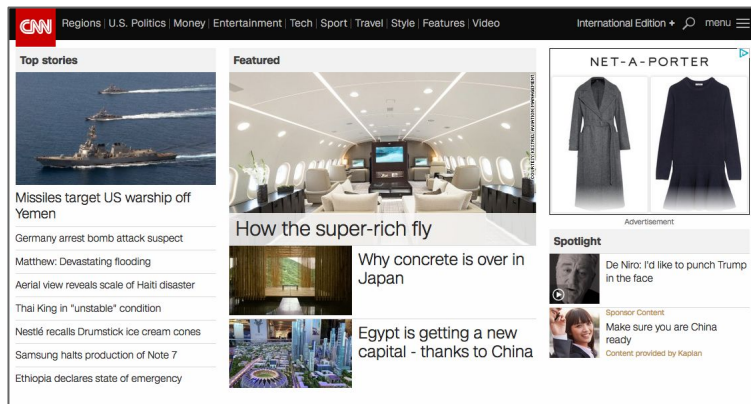 CNN
Regions | U.S. Politics | Money | Entertainment | Tech | Sport | Travel | Style | Features | Video
International Edition +
menu
Top stories
Missiles target US warship off
Yemen
Germany arrest bomb attack suspect
Matthew: Devastating flooding
Aerial view reveals scale of Haiti disaster
Thai King in "unstable" condition
Nestlé recalls Drumstick ice cream cones
Samsung halts production of Note 7
Ethiopia declares state of emergency
Featured
COURTESY KESTREL AVIATION MANAGEMENT
How the super-rich fly
Why concrete is over in
Japan
Egypt is getting a new
capital - thanks to China
NET-A-PORTER
Advertisement
Spotlight
De Niro: I'd like to punch Trump
in the face
Sponsor Content
Make sure you are China
ready
Content provided by Kaplan